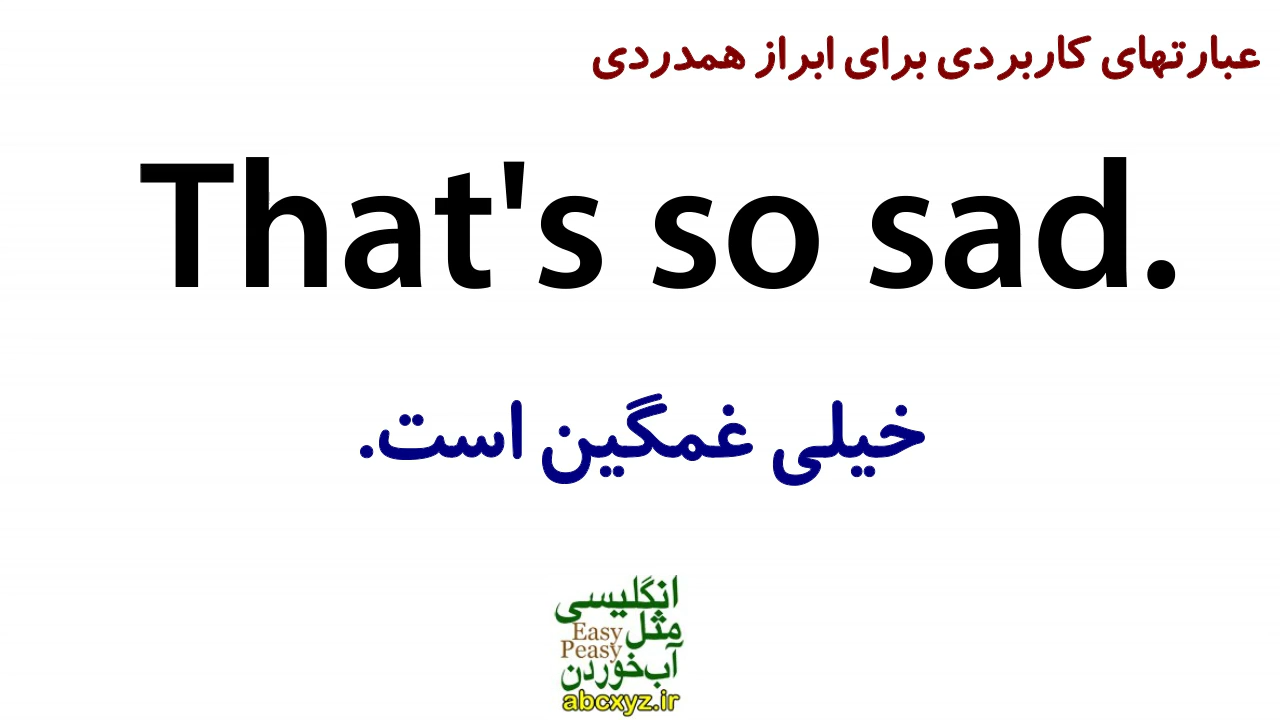 عبارتهای کاربردی برای ابراز همدردی
That's so sad.
خیلی غمگین است.
انگلیسی
مثل Easy
Peasy
آب‌خوردن
abcxyz.ir